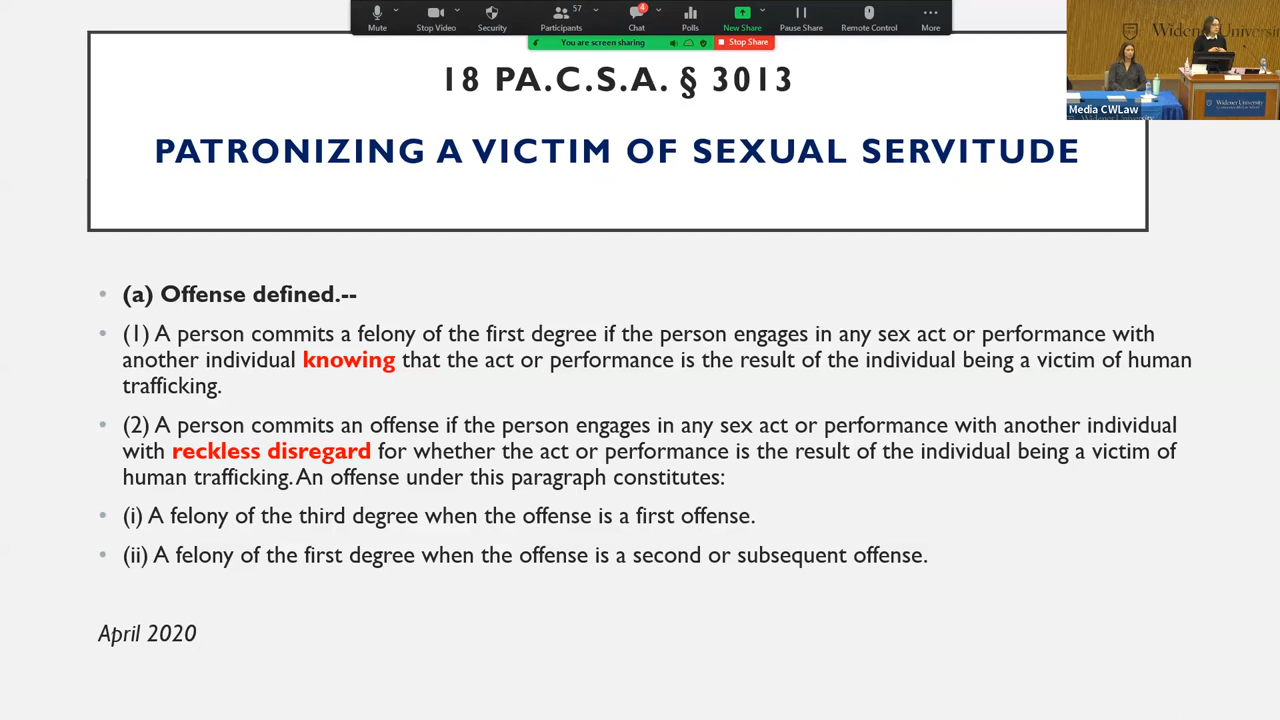 57
4
Mute
Stop Video
Security
Participants
Chat
Polls
New Share
Pause Share
Remote Control
More
You are screen sharing
Stop Share
Widener University
Widener University
Media CWLaw
18 PA.C.S.A. § 3013
PATRONIZING A VICTIM OF SEXUAL SERVITUDE
• (a) Offense defined.--
• (1) A person commits a felony of the first degree if the person engages in any sex act or performance with
another individual knowing that the act or performance is the result of the individual being a victim of human
trafficking.
• (2) A person commits an offense if the person engages in any sex act or performance with another individual
with reckless disregard for whether the act or performance is the result of the individual being a victim of
human trafficking. An offense under this paragraph constitutes:
• (i) A felony of the third degree when the offense is a first offense.
• (ii) A felony of the first degree when the offense is a second or subsequent offense.
April 2020